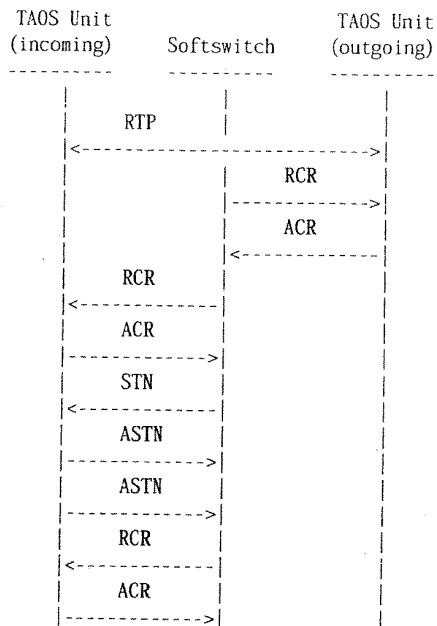 TAOS Unit TAOS Unit
(incoming) Softswitch (outgoing)
RTP
RCR
ACR
RCR
ACR
STN
ASTN
ASTN
RCR
ACR